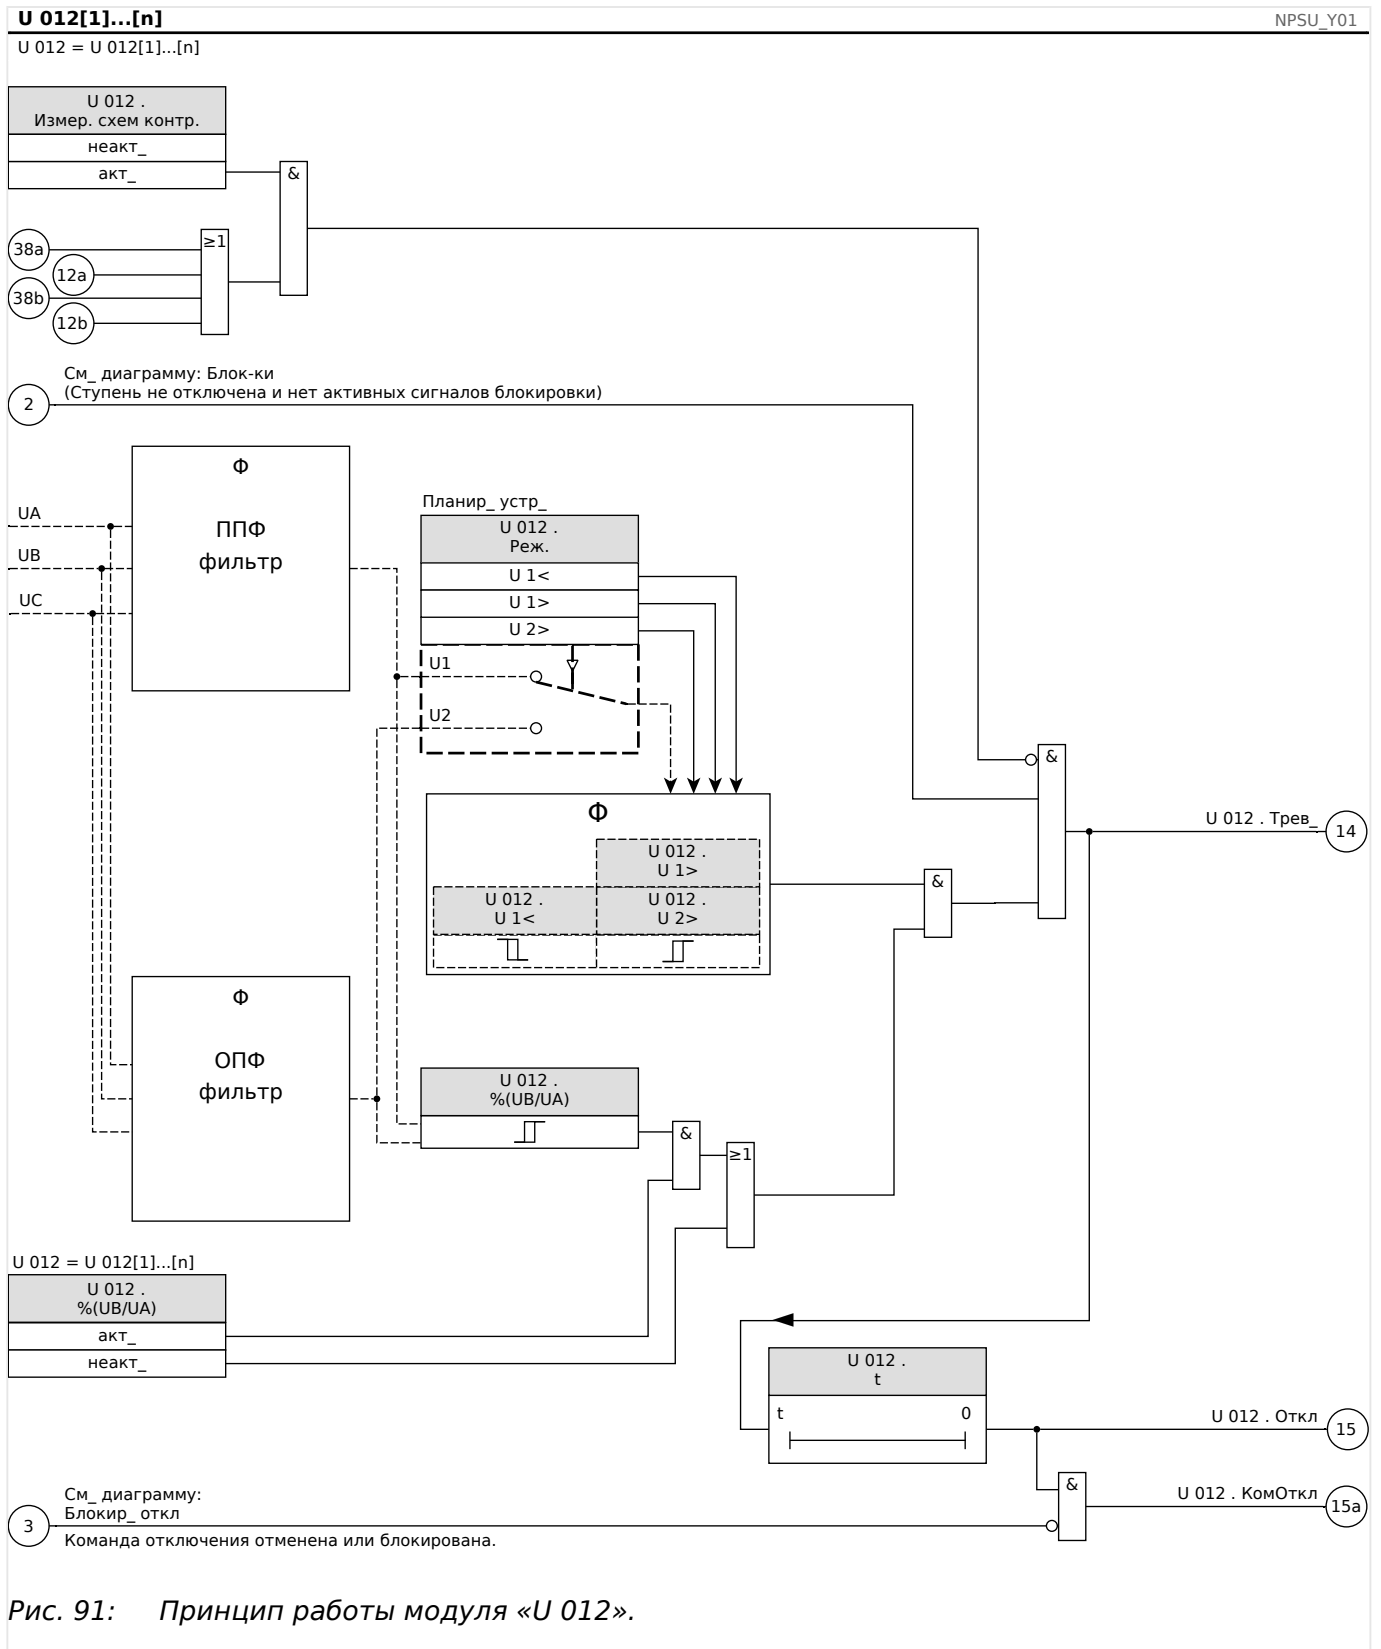 U 012[1]...[n]
NPSU_Y01
U 012 = U 012[1]...[n]
U 012 .
Измер. схем контр.
неакт_
акт_
&
38a
≥1
12a
38b
12b
См_ диаграмму: Блок-ки
(Ступень не отключена и нет активных сигналов блокировки)
2
Φ
ППФ
фильтр
UA
UB
UC
Планир_ устр_
U 012 .
Реж.
U 1<
U 1>
U 2>
U1
U2
&
Φ
U 012 .
U 1>
U 012 .
U 1<
U 012 .
U 2>
&
U 012 . Трев_
14
Φ
ОПФ
фильтр
U 012 .
%(UB/UA)
&
≥1
U 012 = U 012[1]...[n]
U 012 .
%(UB/UA)
акт_
неакт_
U 012 .
t
t
0
U 012 . Откл
15
См_ диаграмму:
Блокир_ откл
3
Команда отключения отменена или блокирована.
&
U 012 . КомОткл
15a
Рис. 91: Принцип работы модуля «U 012».